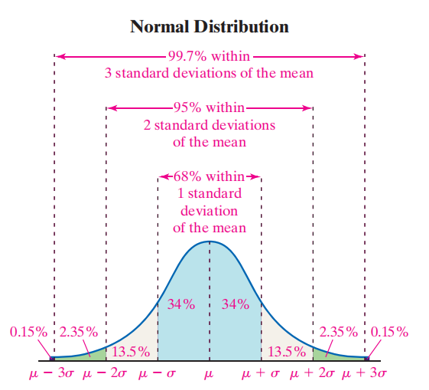 Normal Distribution
99.7% within
3 standard deviations of the mean
95% within
2 standard deviations
of the mean
68% within
1 standard
deviation
of the mean
34% 34%
0.15% 2.35% 2.35% 0.15%
13.5% 13.5%
μ − 3σ μ − 2σ μ − σ μ μ + σ μ + 2σ μ + 3σ